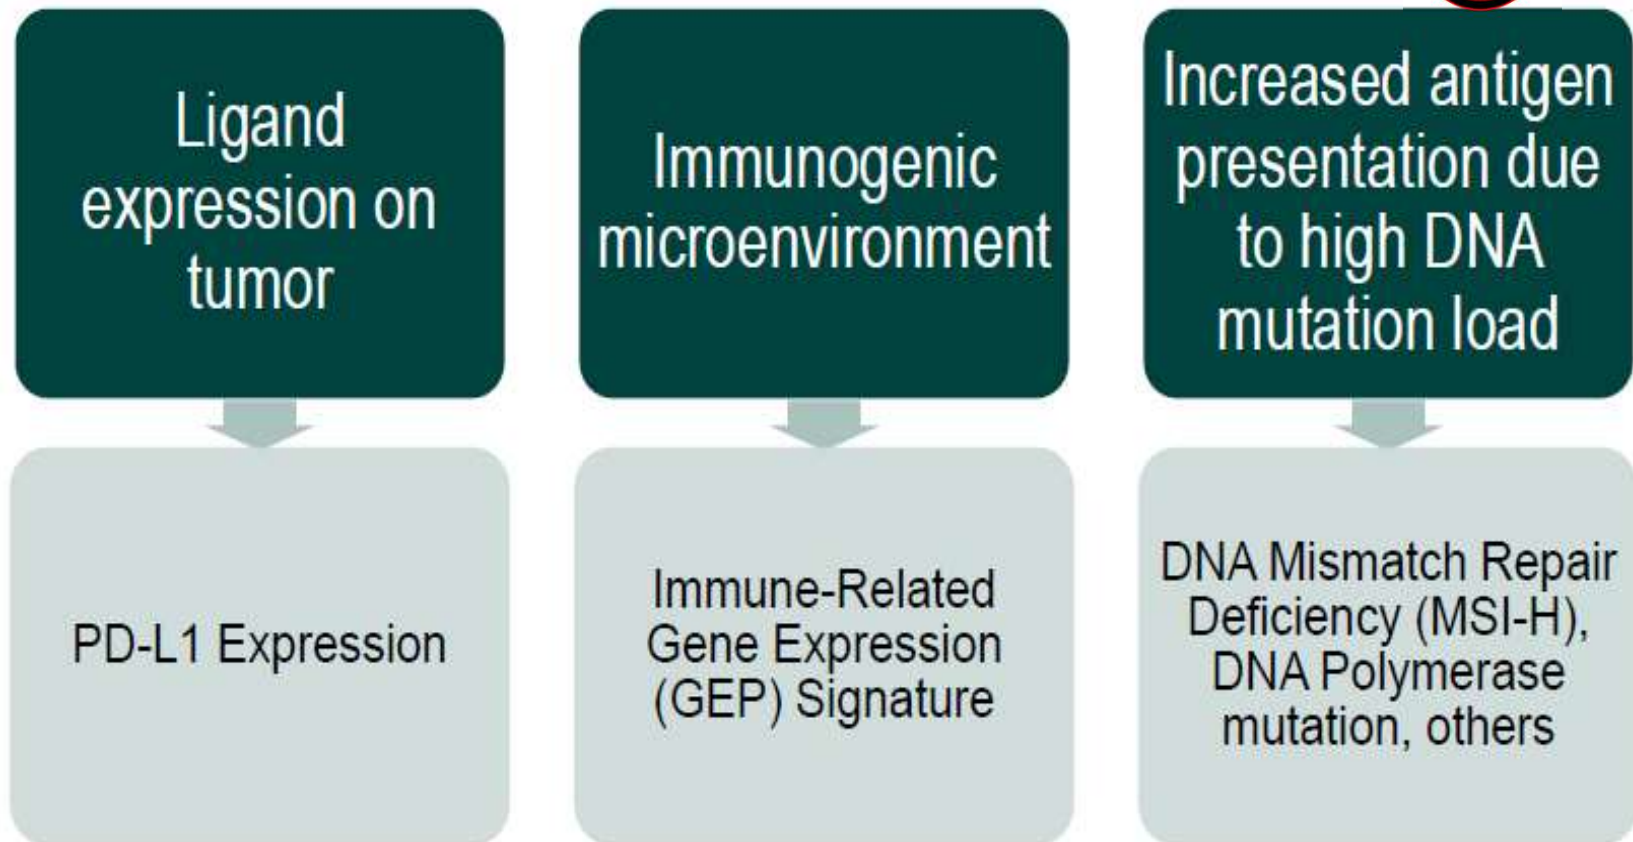 Ligand
expression on
tumor
Immunogenic
microenvironment
Increased antigen
presentation due
to high DNA
mutation load
PD-L1 Expression
Immune-Related
Gene Expression
(GEP) Signature
DNA Mismatch Repair
Deficiency (MSI-H),
DNA Polymerase
mutation, others